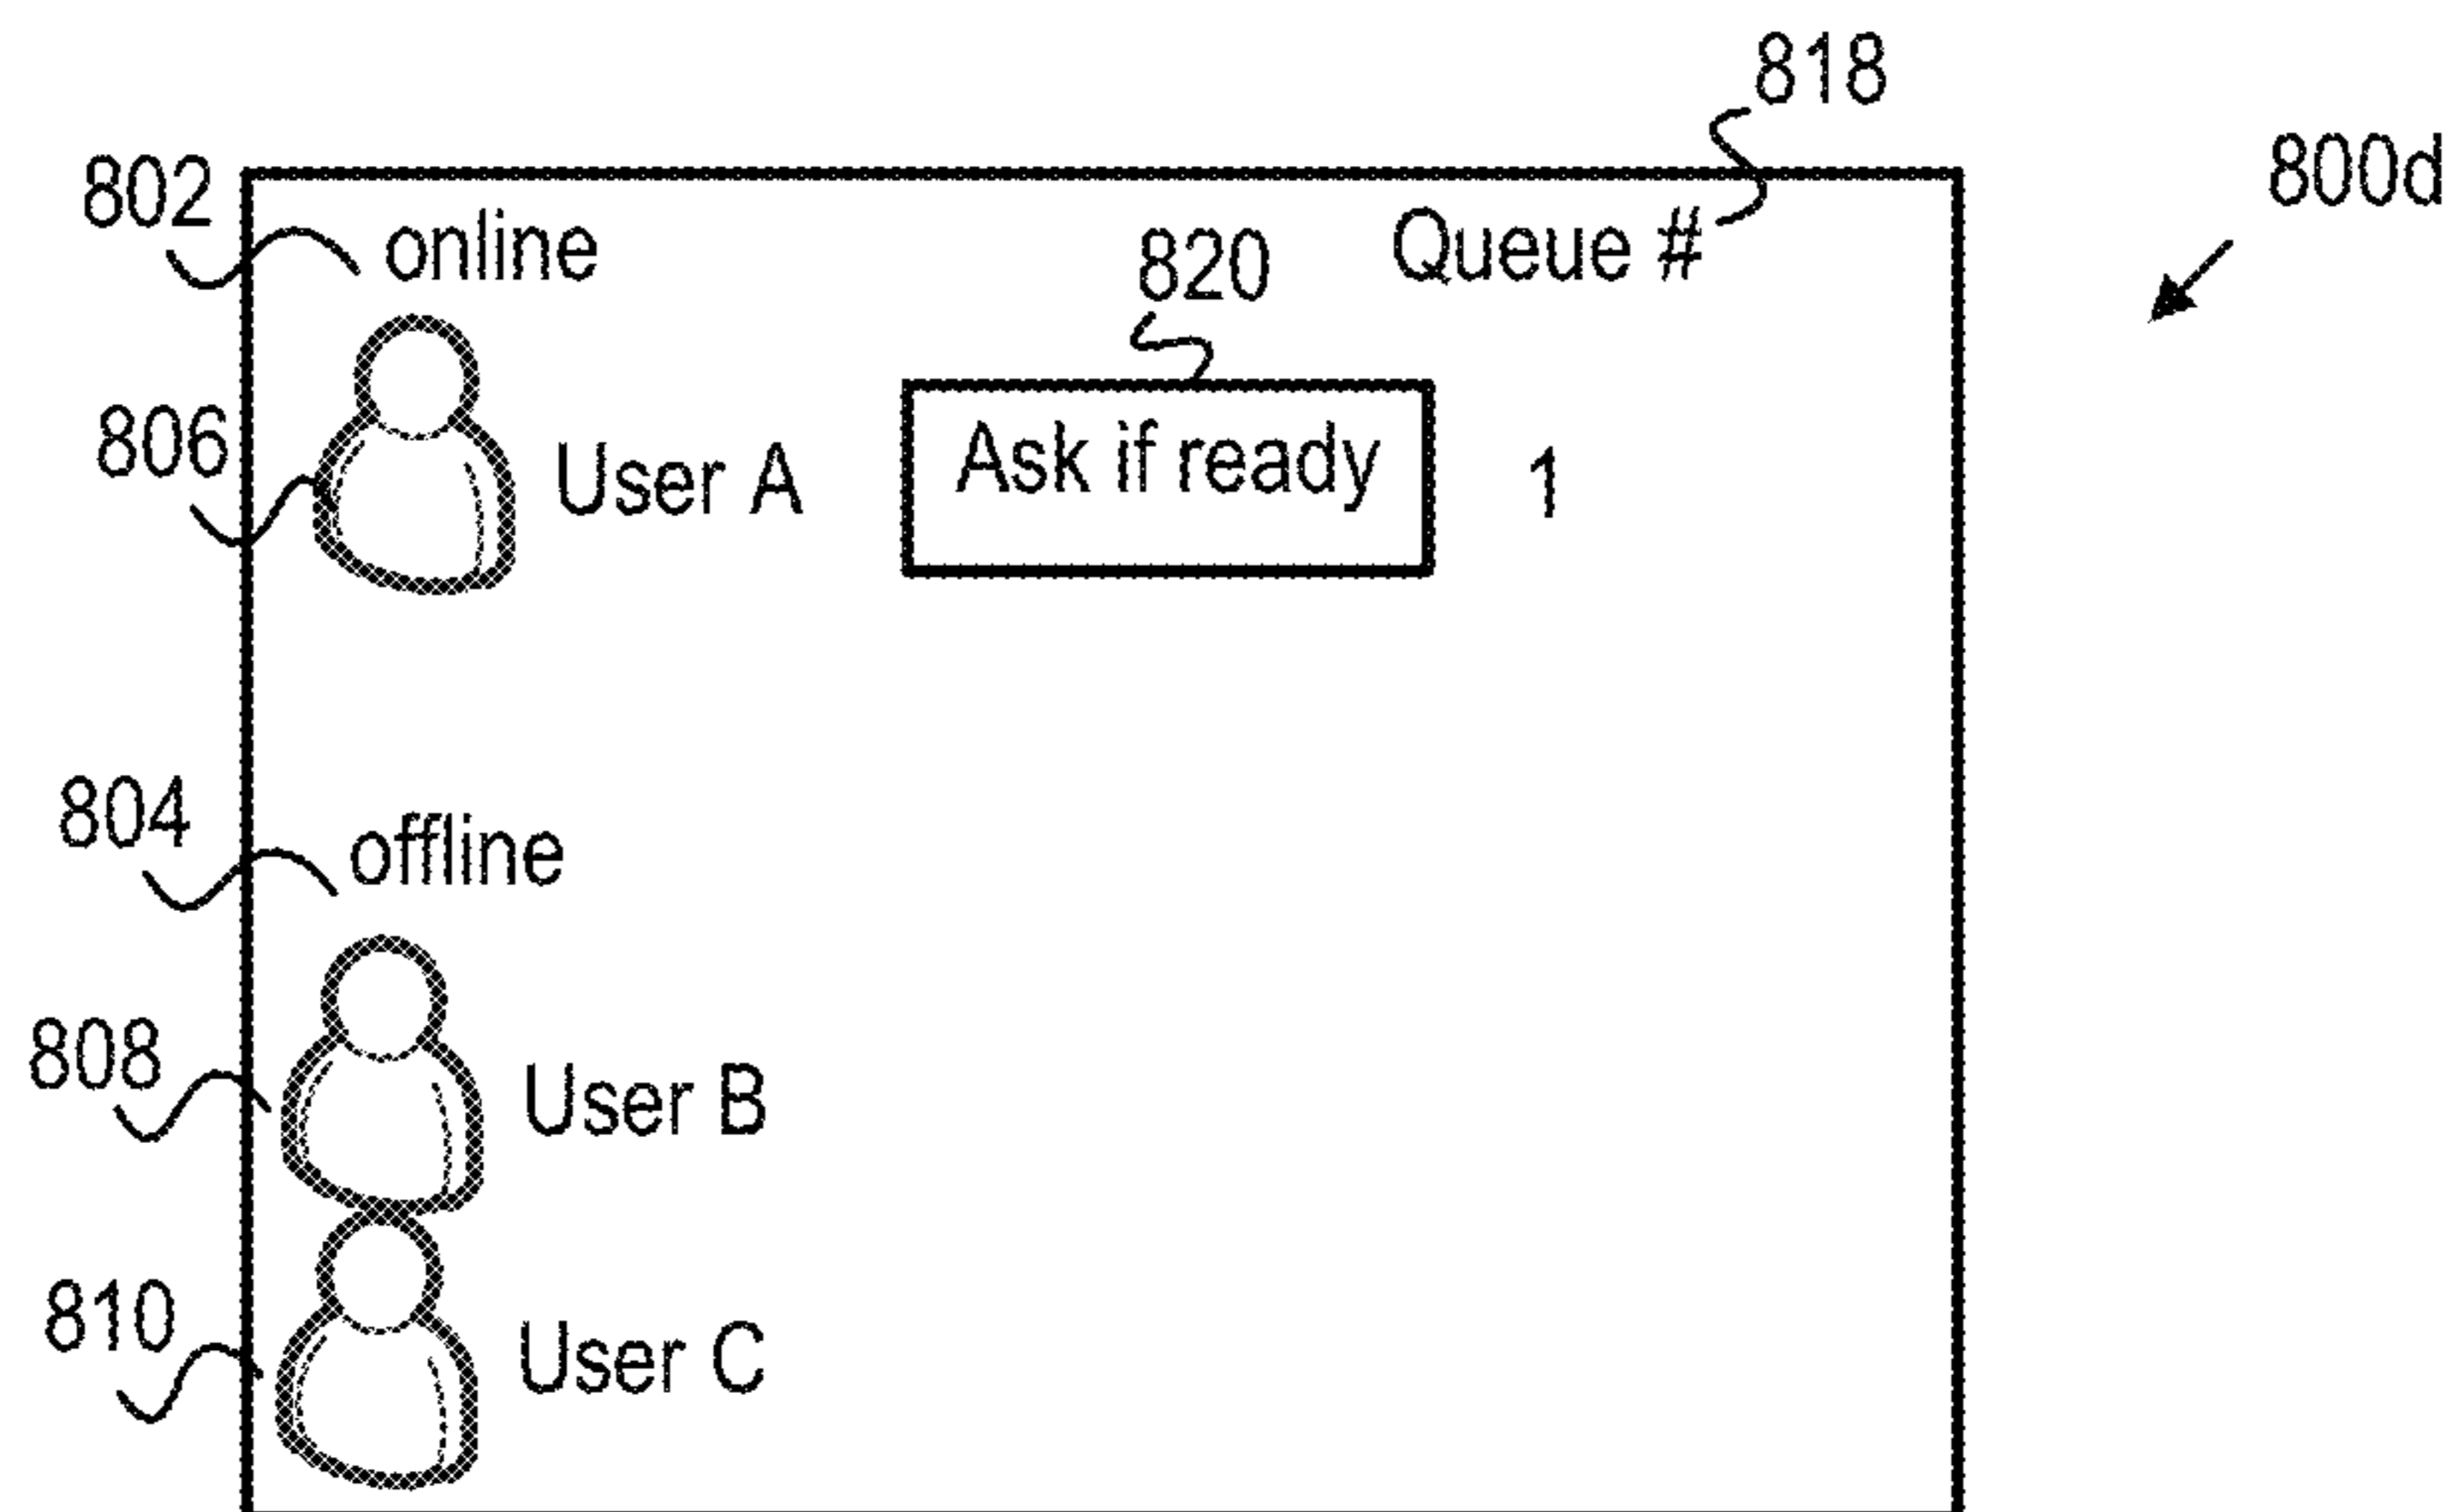 818
800d
802
online
Queue #
820
806
User A
Ask if ready
1
804
offline
808
User B
810
User C